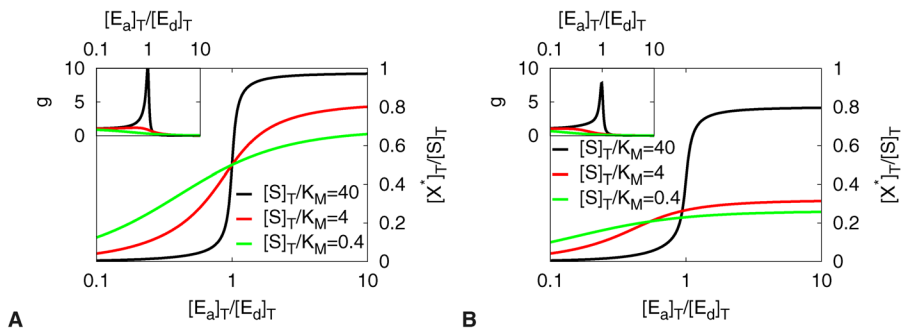 [E_a]_T/[E_d]_T
0.1 1 10
10
5
0
g
1
0.8
0.6
0.4
0.2
0
[X*]_T/[S]_T
[S]_T/K_M=40
[S]_T/K_M=4
[S]_T/K_M=0.4
0.1 1 10
[E_a]_T/[E_d]_T
A
[E_a]_T/[E_d]_T
0.1 1 10
10
5
0
g
1
0.8
0.6
0.4
0.2
0
[X*]_T/[S]_T
[S]_T/K_M=40
[S]_T/K_M=4
[S]_T/K_M=0.4
0.1 1 10
[E_a]_T/[E_d]_T
B